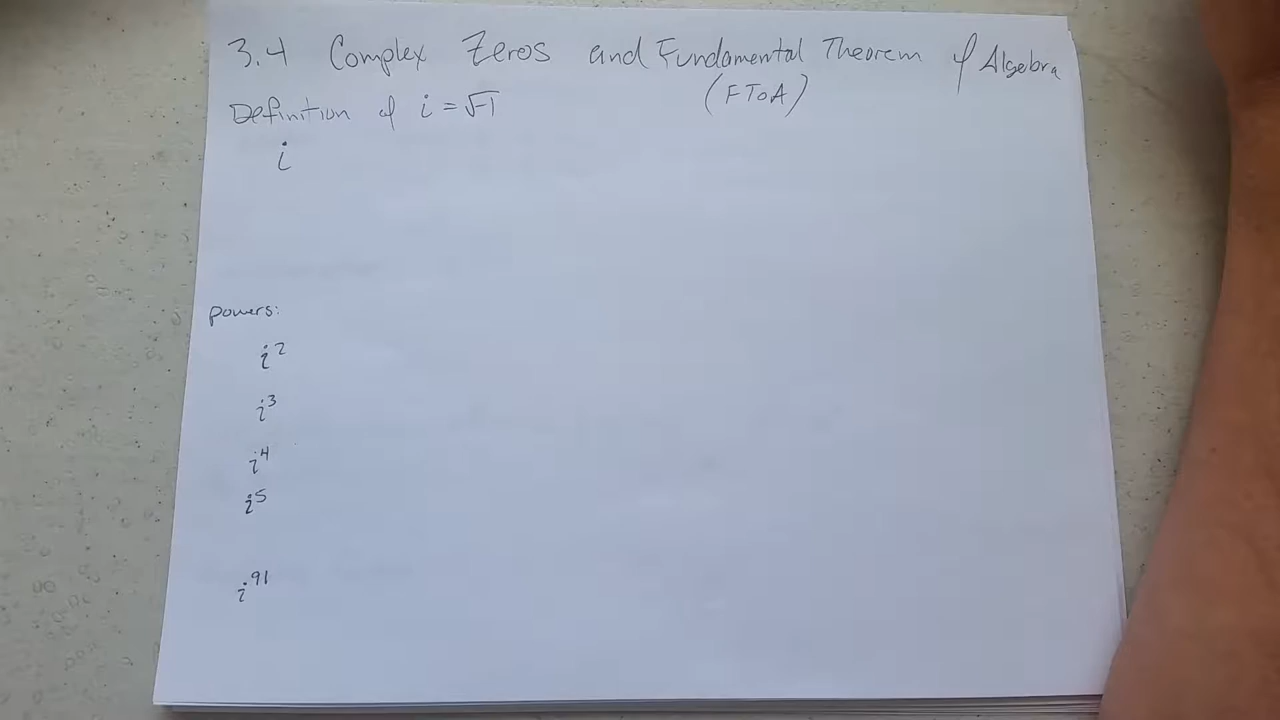 3.4 Complex Zeros and Fundamental Theorem of Algebra
(FToA)
Definition of i = √-1
i
powers:
i²
i³
i⁴
i⁵
i⁹¹